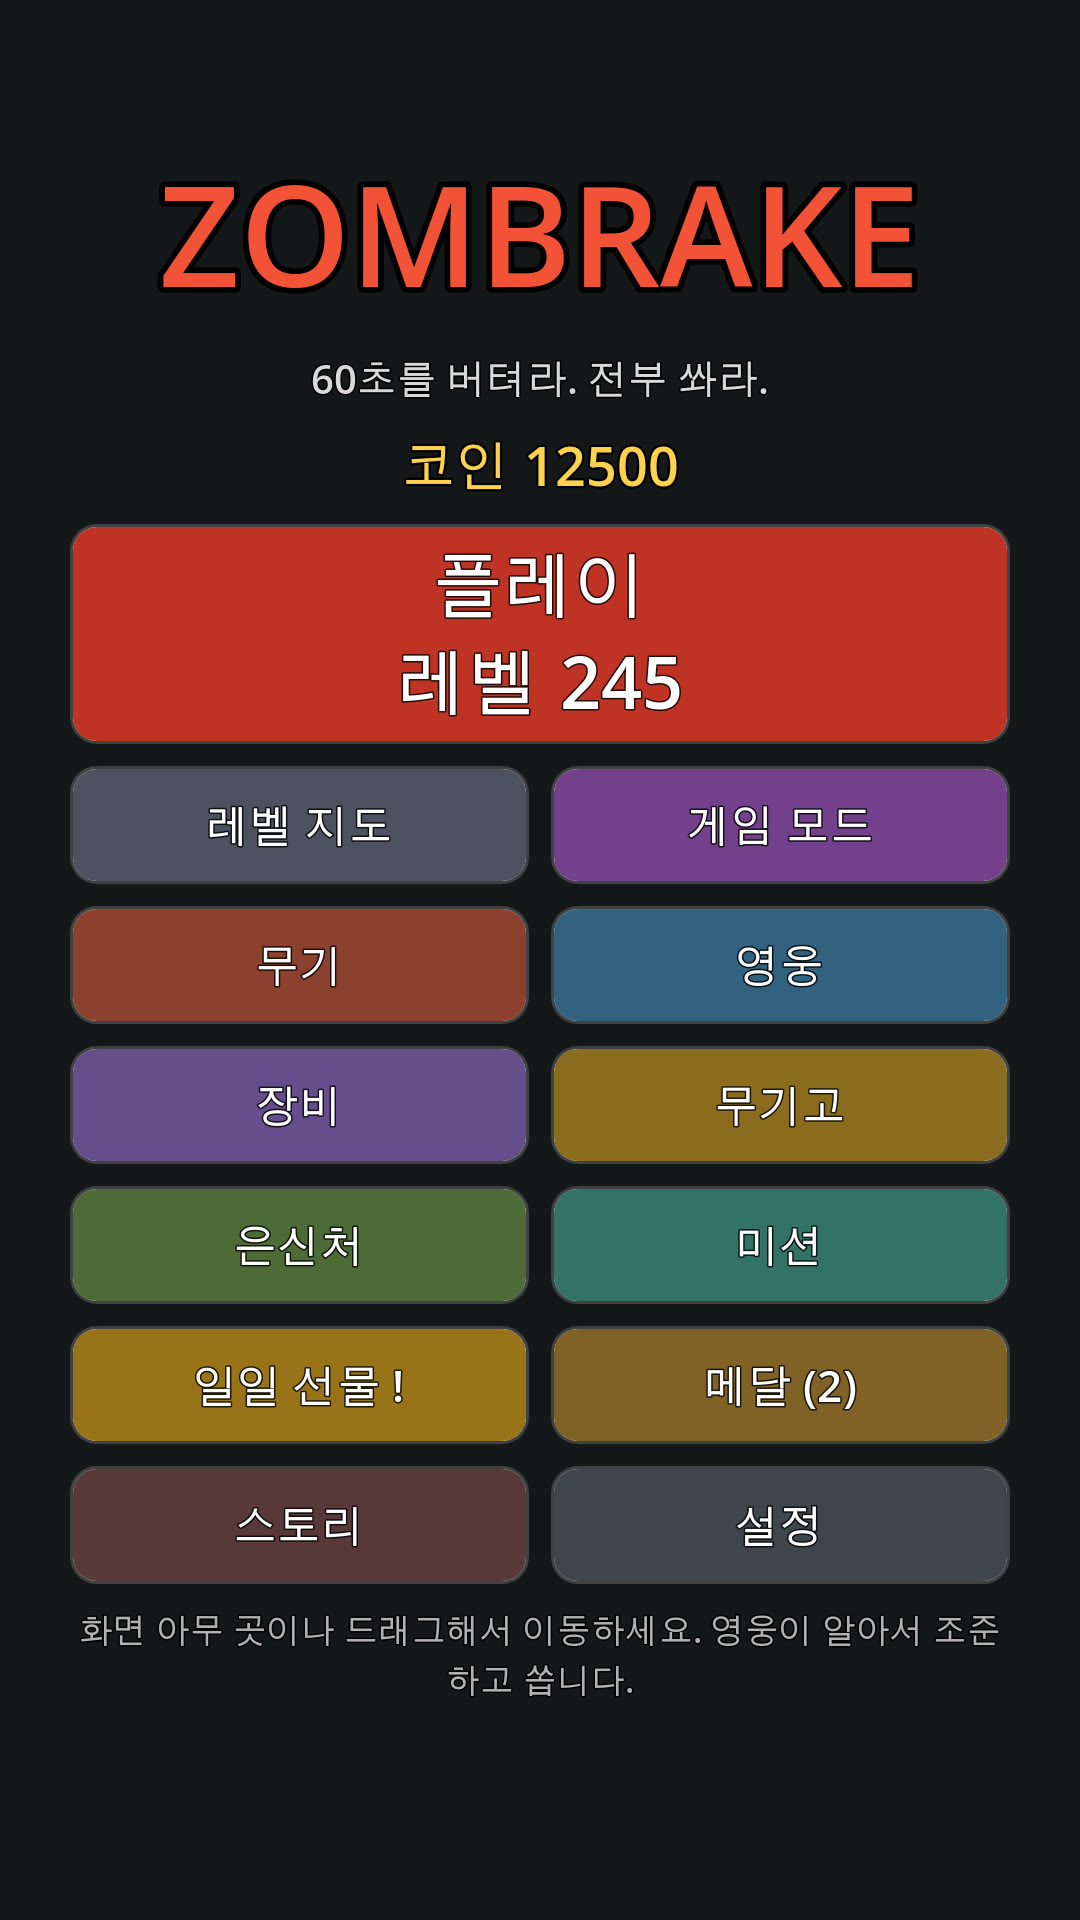 ZOMBRAKE
60초를 버텨라. 전부 쏴라.
코인 12500
플레이
레벨 245
레벨 지도
게임 모드
무기
영웅
장비
무기고
은신처
미션
일일 선물 !
메달 (2)
스토리
설정
화면 아무 곳이나 드래그해서 이동하세요. 영웅이 알아서 조준
하고 쏩니다.